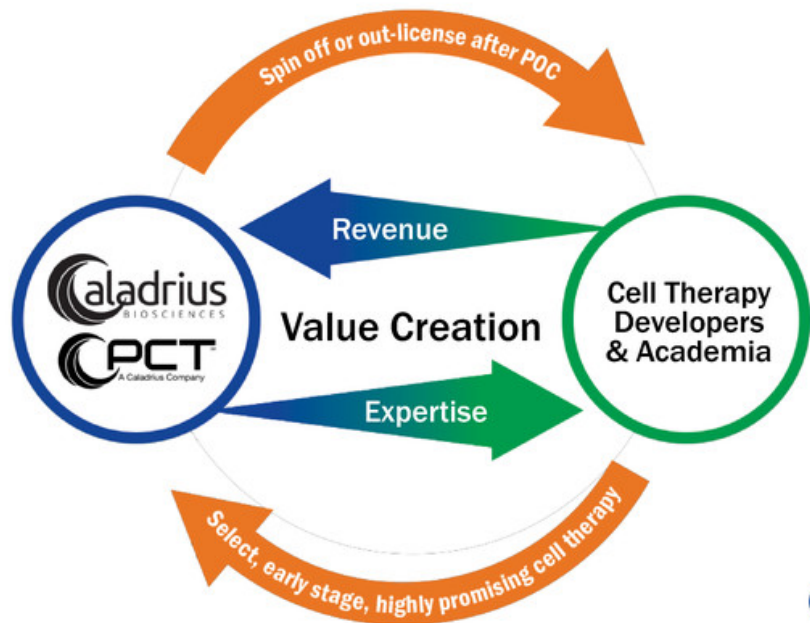 Spin off or out-license after POC
Revenue
Caladrius
BIOSCIENCES
PCT™
A Caladrius Company
Value Creation
Cell Therapy
Developers
& Academia
Expertise
Select, early stage, highly promising cell therapy